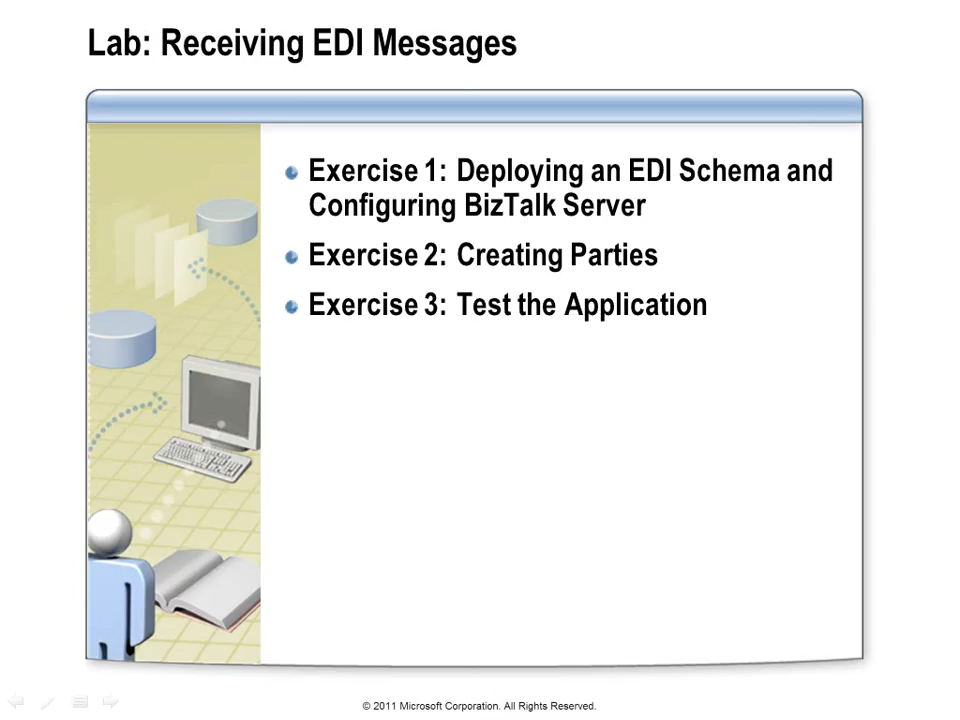 Lab: Receiving EDI Messages
Exercise 1: Deploying an EDI Schema and
Configuring BizTalk Server
Exercise 2: Creating Parties
Exercise 3: Test the Application
© 2011 Microsoft Corporation. All Rights Reserved.